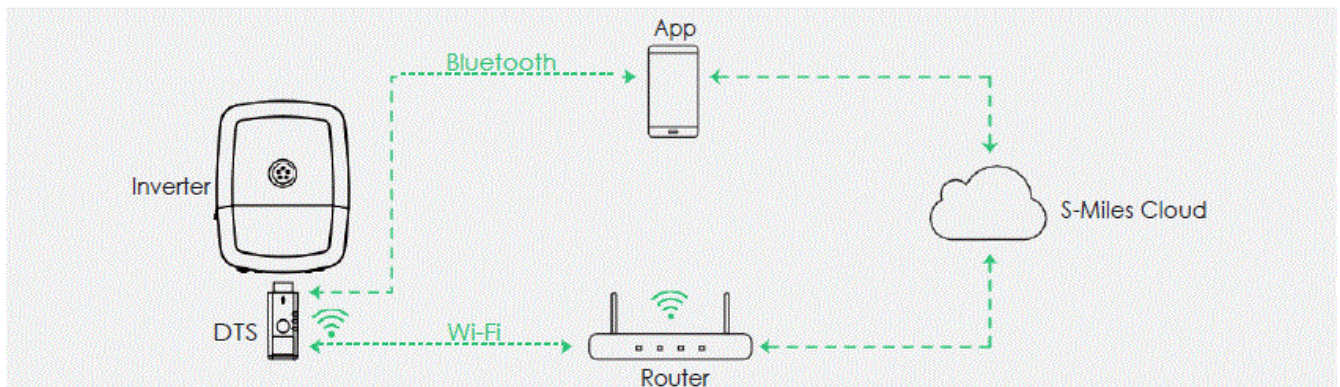 App
Bluetooth
Inverter
S-Miles Cloud
DTS
Wi-Fi
Router